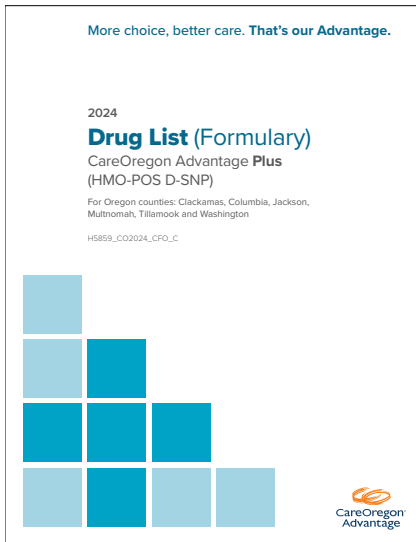 More choice, better care. That's our Advantage.
2024
Drug List (Formulary)
CareOregon Advantage Plus
(HMO-POS D-SNP)
For Oregon counties: Clackamas, Columbia, Jackson,
Multnomah, Tillamook and Washington
H5859_CO2024_CFO_C
CareOregon®
Advantage